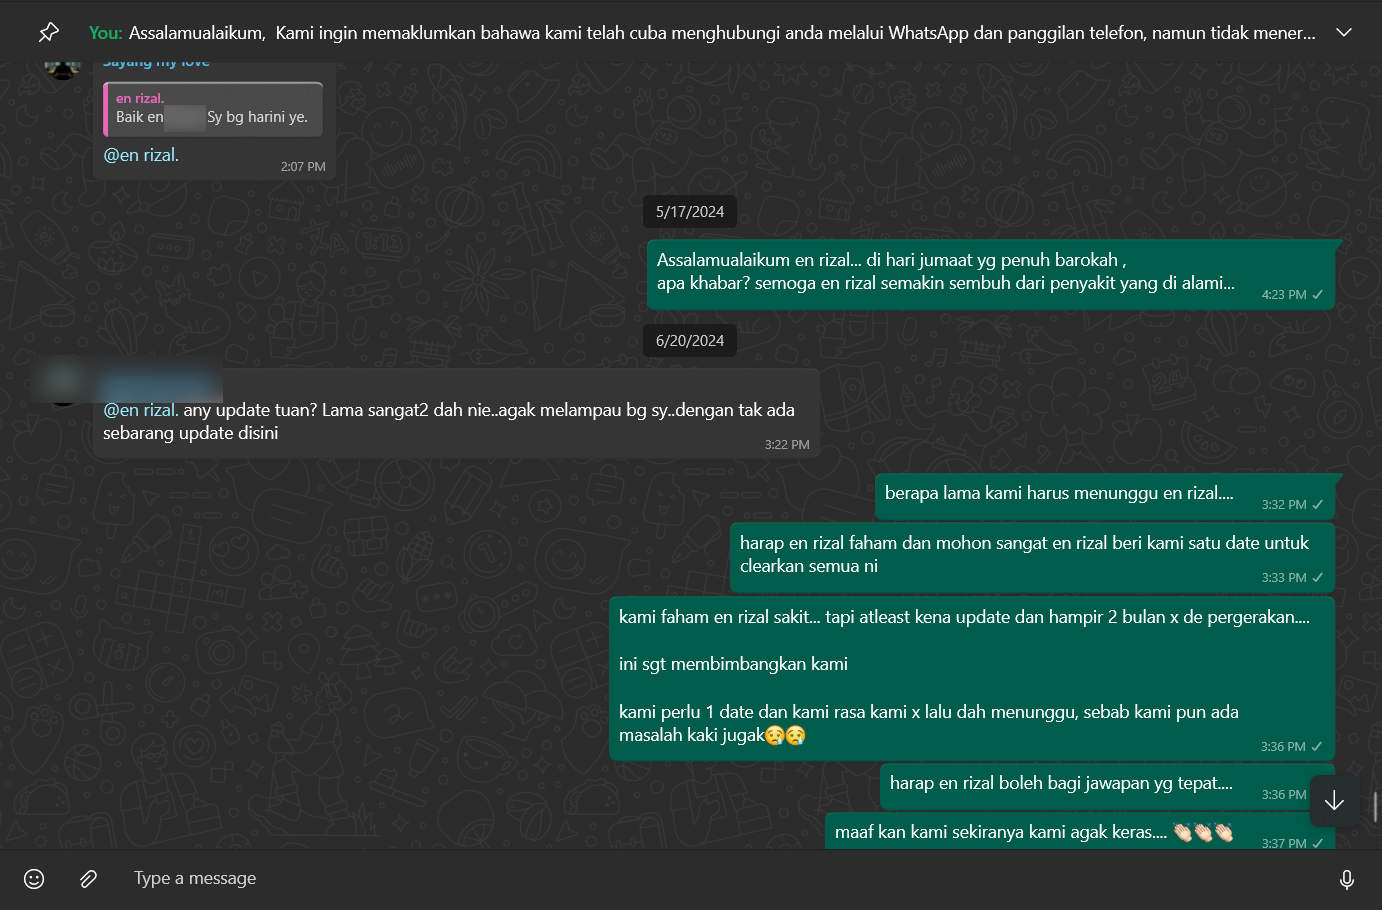 You: Assalamualaikum,  Kami ingin memaklumkan bahawa kami telah cuba menghubungi anda melalui WhatsApp dan panggilan telefon, namun tidak mener...
Sayang my love
en rizal.
Baik en Sy bg harini ye.
@en rizal.
2:07 PM
5/17/2024
Assalamualaikum en rizal... di hari jumaat yg penuh barokah ,
apa khabar? semoga en rizal semakin sembuh dari penyakit yang di alami...
4:23 PM
6/20/2024
@en rizal. any update tuan? Lama sangat2 dah nie..agak melampau bg sy..dengan tak ada
sebarang update disini
3:22 PM
berapa lama kami harus menunggu en rizal....
3:32 PM
harap en rizal faham dan mohon sangat en rizal beri kami satu date untuk
clearkan semua ni
3:33 PM
kami faham en rizal sakit... tapi atleast kena update dan hampir 2 bulan x de pergerakan....
ini sgt membimbangkan kami
kami perlu 1 date dan kami rasa kami x lalu dah menunggu, sebab kami pun ada
masalah kaki jugak😢😢
3:36 PM
harap en rizal boleh bagi jawapan yg tepat....
3:36 PM
maaf kan kami sekiranya kami agak keras.... 👏🏻👏🏻👏🏻
3:37 PM
Type a message